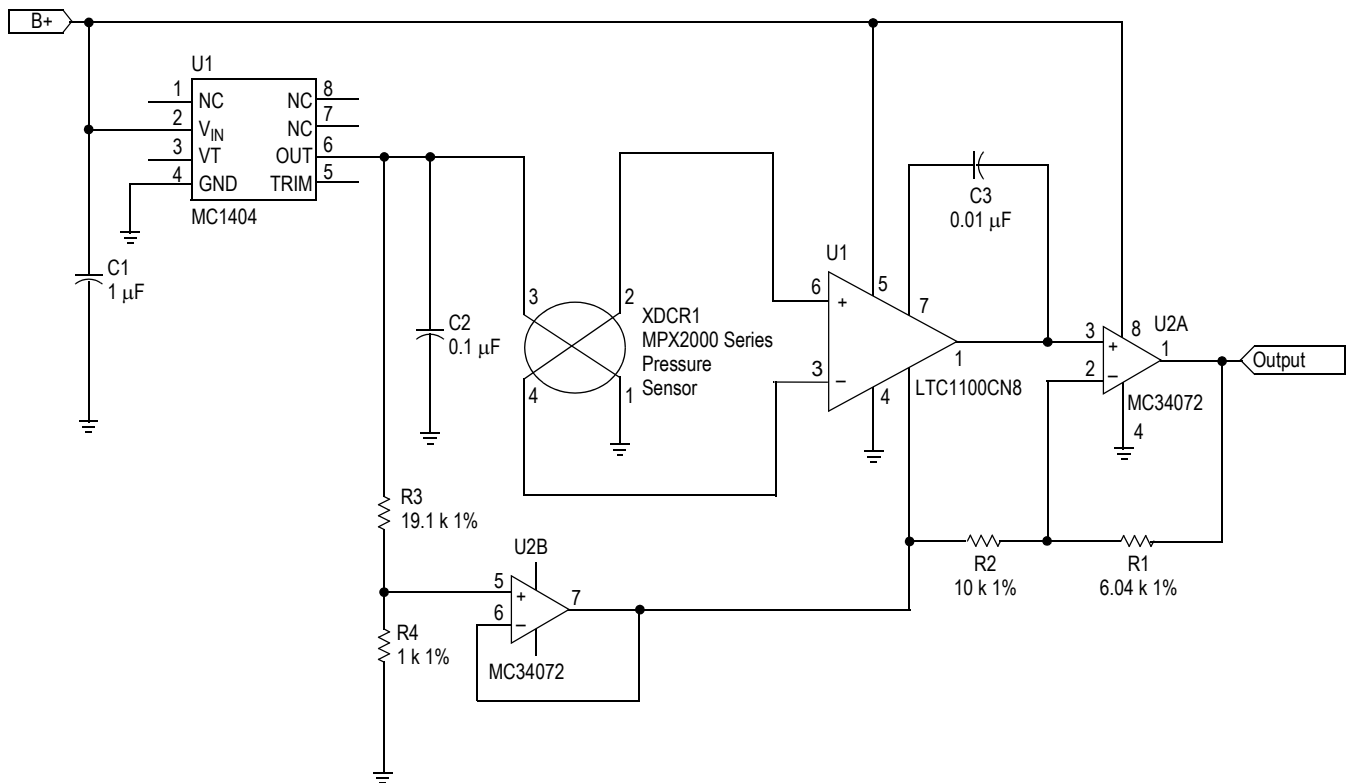 B+
U1
1
NC
NC
8
2
V_IN
NC
7
3
VT
OUT
6
4
GND
TRIM
5
MC1404
C1
1 μF
C2
0.1 μF
3
2
4
1
XDCR1
MPX2000 Series
Pressure
Sensor
C3
0.01 μF
U1
6
+
5
7
3
−
4
1
LTC1100CN8
3
+
8
U2A
2
−
1
MC34072
4
Output
R3
19.1 k 1%
R2
10 k 1%
R1
6.04 k 1%
U2B
5
+
7
6
−
MC34072
R4
1 k 1%